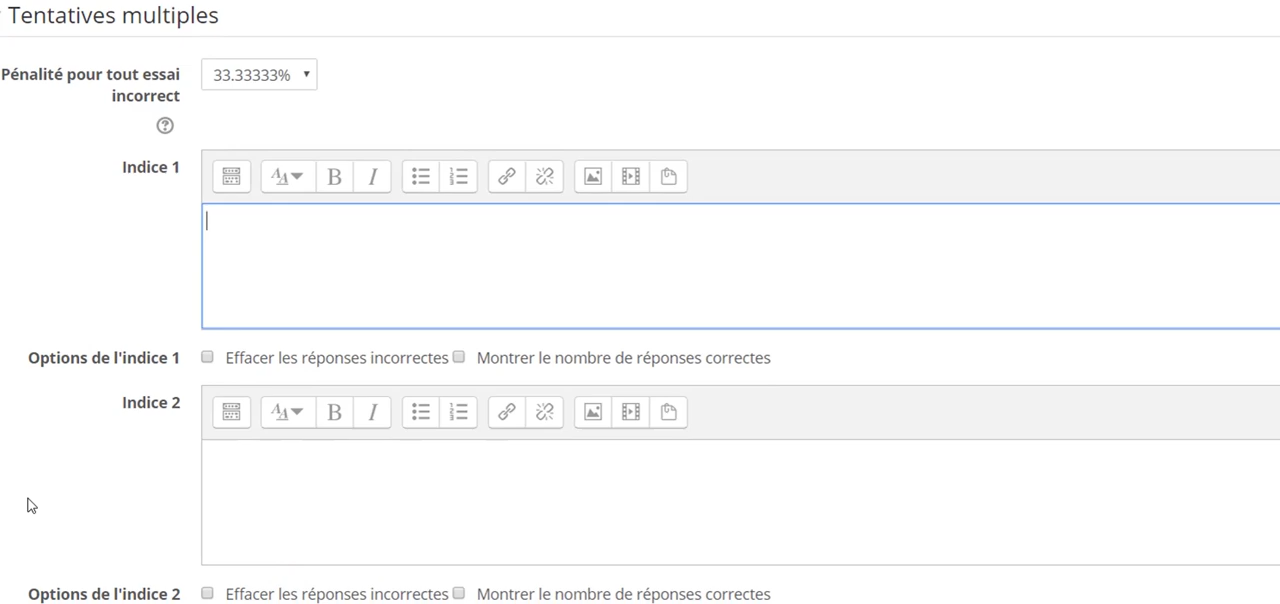 Tentatives multiples
Pénalité pour tout essai incorrect
33.33333%
Indice 1
Options de l'indice 1
Effacer les réponses incorrectes
Montrer le nombre de réponses correctes
Indice 2
Options de l'indice 2
Effacer les réponses incorrectes
Montrer le nombre de réponses correctes